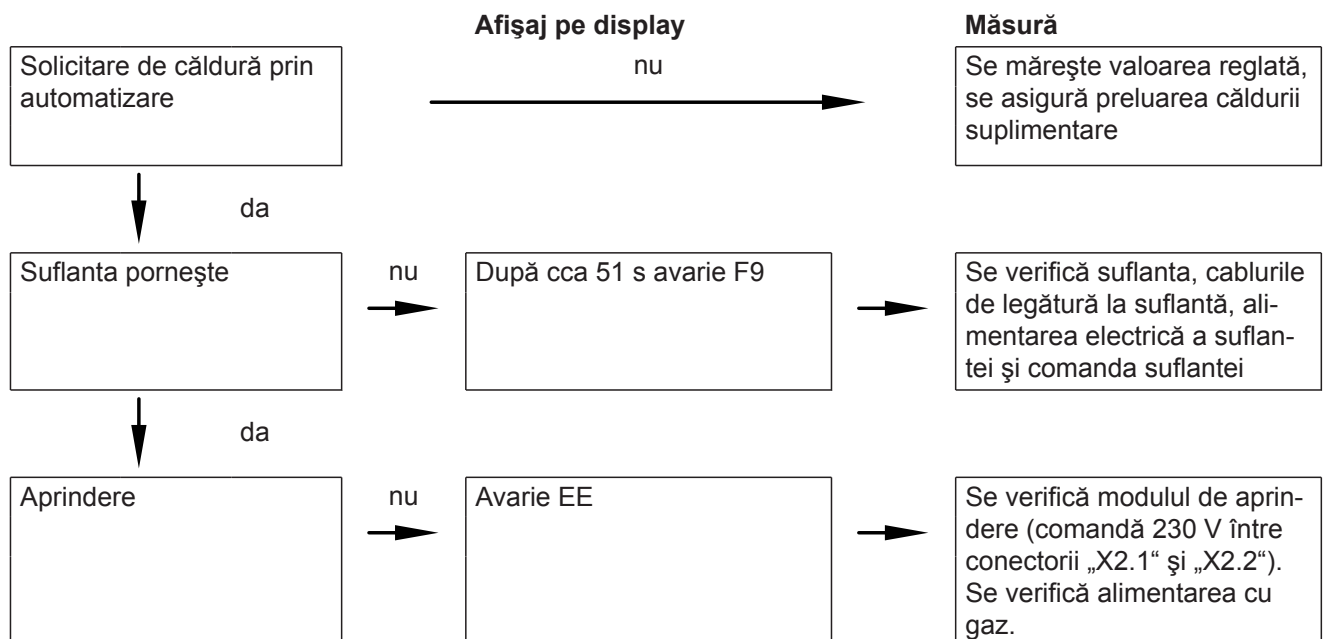 Afişaj pe display
Măsură
Solicitare de căldură prin
automatizare
nu
Se măreşte valoarea reglată,
se asigură preluarea căldurii
suplimentare
da
Suflanta porneşte
nu
După cca 51 s avarie F9
Se verifică suflanta, cablurile
de legătură la suflantă, ali-
mentarea electrică a suflan-
tei şi comanda suflantei
da
Aprindere
nu
Avarie EE
Se verifică modulul de aprin-
dere (comandă 230 V între
conectorii „X2.1“ şi „X2.2“).
Se verifică alimentarea cu
gaz.